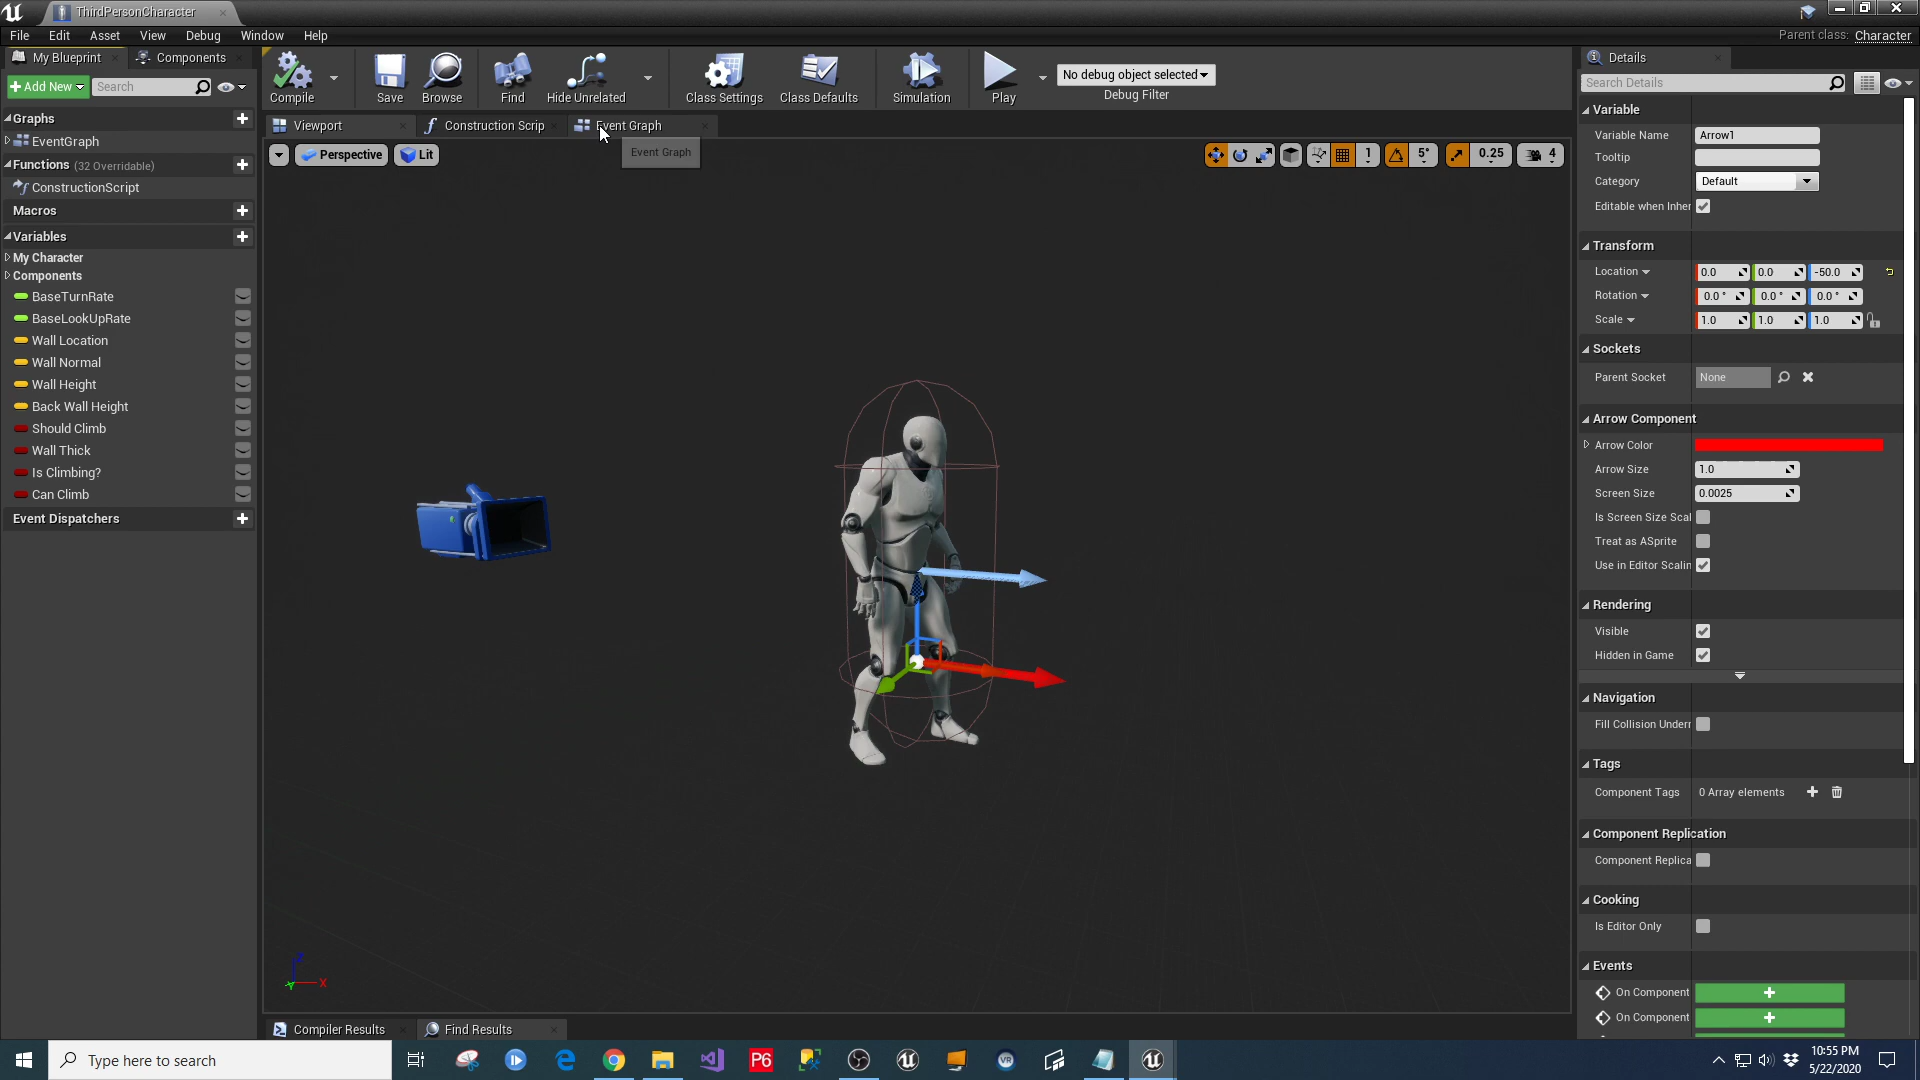 ThirdPersonCharacter
File Edit Asset View Debug Window Help
Parent class: Character
My Blueprint
Components
Add New
Search
Compile
Save
Browse
Find
Hide Unrelated
Class Settings
Class Defaults
Simulation
Play
No debug object selected
Debug Filter
Details
Search Details
Graphs
EventGraph
Functions (32 Overridable)
ConstructionScript
Macros
Variables
My Character
Components
BaseTurnRate
BaseLookUpRate
Wall Location
Wall Normal
Wall Height
Back Wall Height
Should Climb
Wall Thick
Is Climbing?
Can Climb
Event Dispatchers
Viewport
Construction Scrip
Event Graph
Event Graph
Perspective
Lit
1
5°
0.25
4
Z
X
Y
Compiler Results
Find Results
Variable
Variable Name Arrow1
Tooltip
Category Default
Editable when Inher
Transform
Location 0.0 0.0 -50.0
Rotation 0.0 ° 0.0 ° 0.0 °
Scale 1.0 1.0 1.0
Sockets
Parent Socket None
Arrow Component
Arrow Color
Arrow Size 1.0
Screen Size 0.0025
Is Screen Size Scal
Treat as ASprite
Use in Editor Scalin
Rendering
Visible
Hidden in Game
Navigation
Fill Collision Underr
Tags
Component Tags 0 Array elements
Component Replication
Component Replica
Cooking
Is Editor Only
Events
On Component
On Component
Type here to search
P6
VR
10:55 PM
5/22/2020